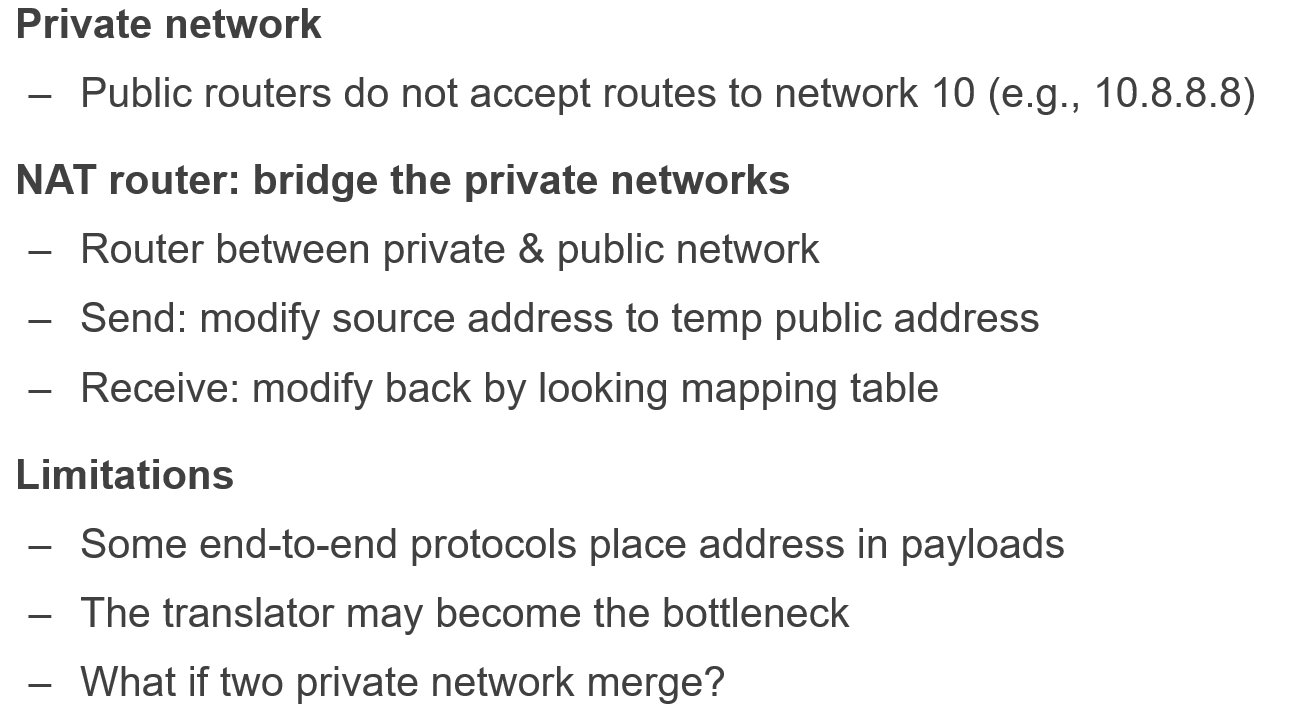 Private network
– Public routers do not accept routes to network 10 (e.g., 10.8.8.8)
NAT router: bridge the private networks
– Router between private & public network
– Send: modify source address to temp public address
– Receive: modify back by looking mapping table
Limitations
– Some end-to-end protocols place address in payloads
– The translator may become the bottleneck
– What if two private network merge?